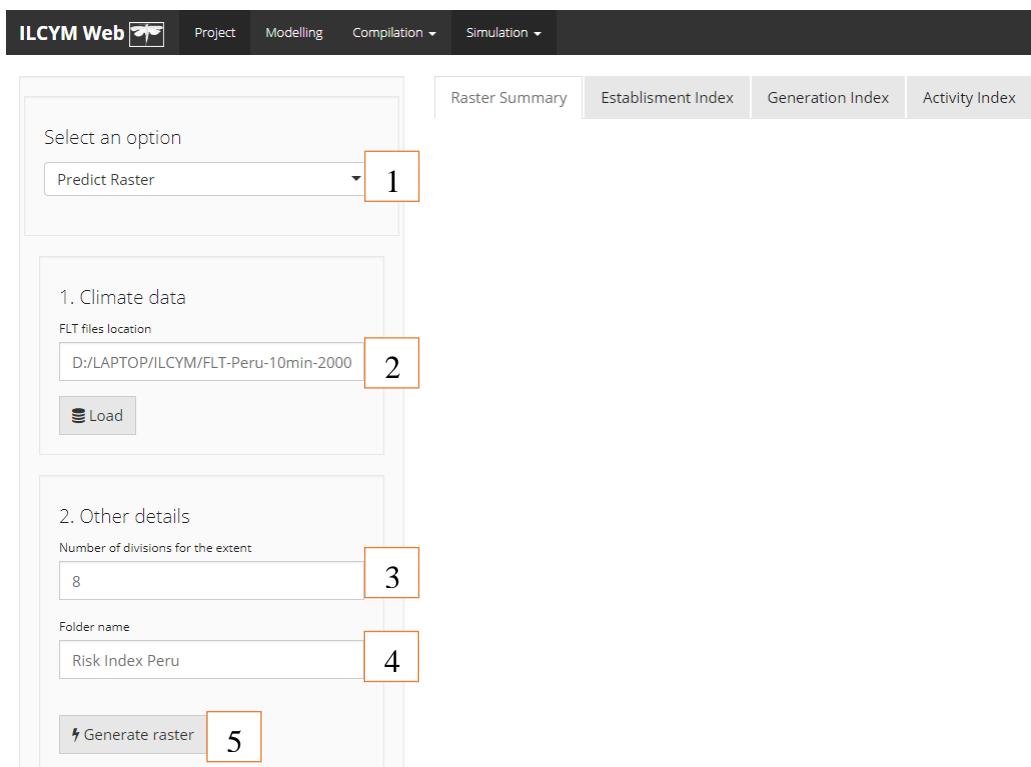 ILCYM Web Project Modelling Compilation Simulation
Raster Summary Establisment Index Generation Index Activity Index
Select an option
Predict Raster 1
1. Climate data
FLT files location
D:/LAPTOP/ILCYM/FLT-Peru-10min-2000 2
Load
2. Other details
Number of divisions for the extent
8 3
Folder name
Risk Index Peru 4
Generate raster 5